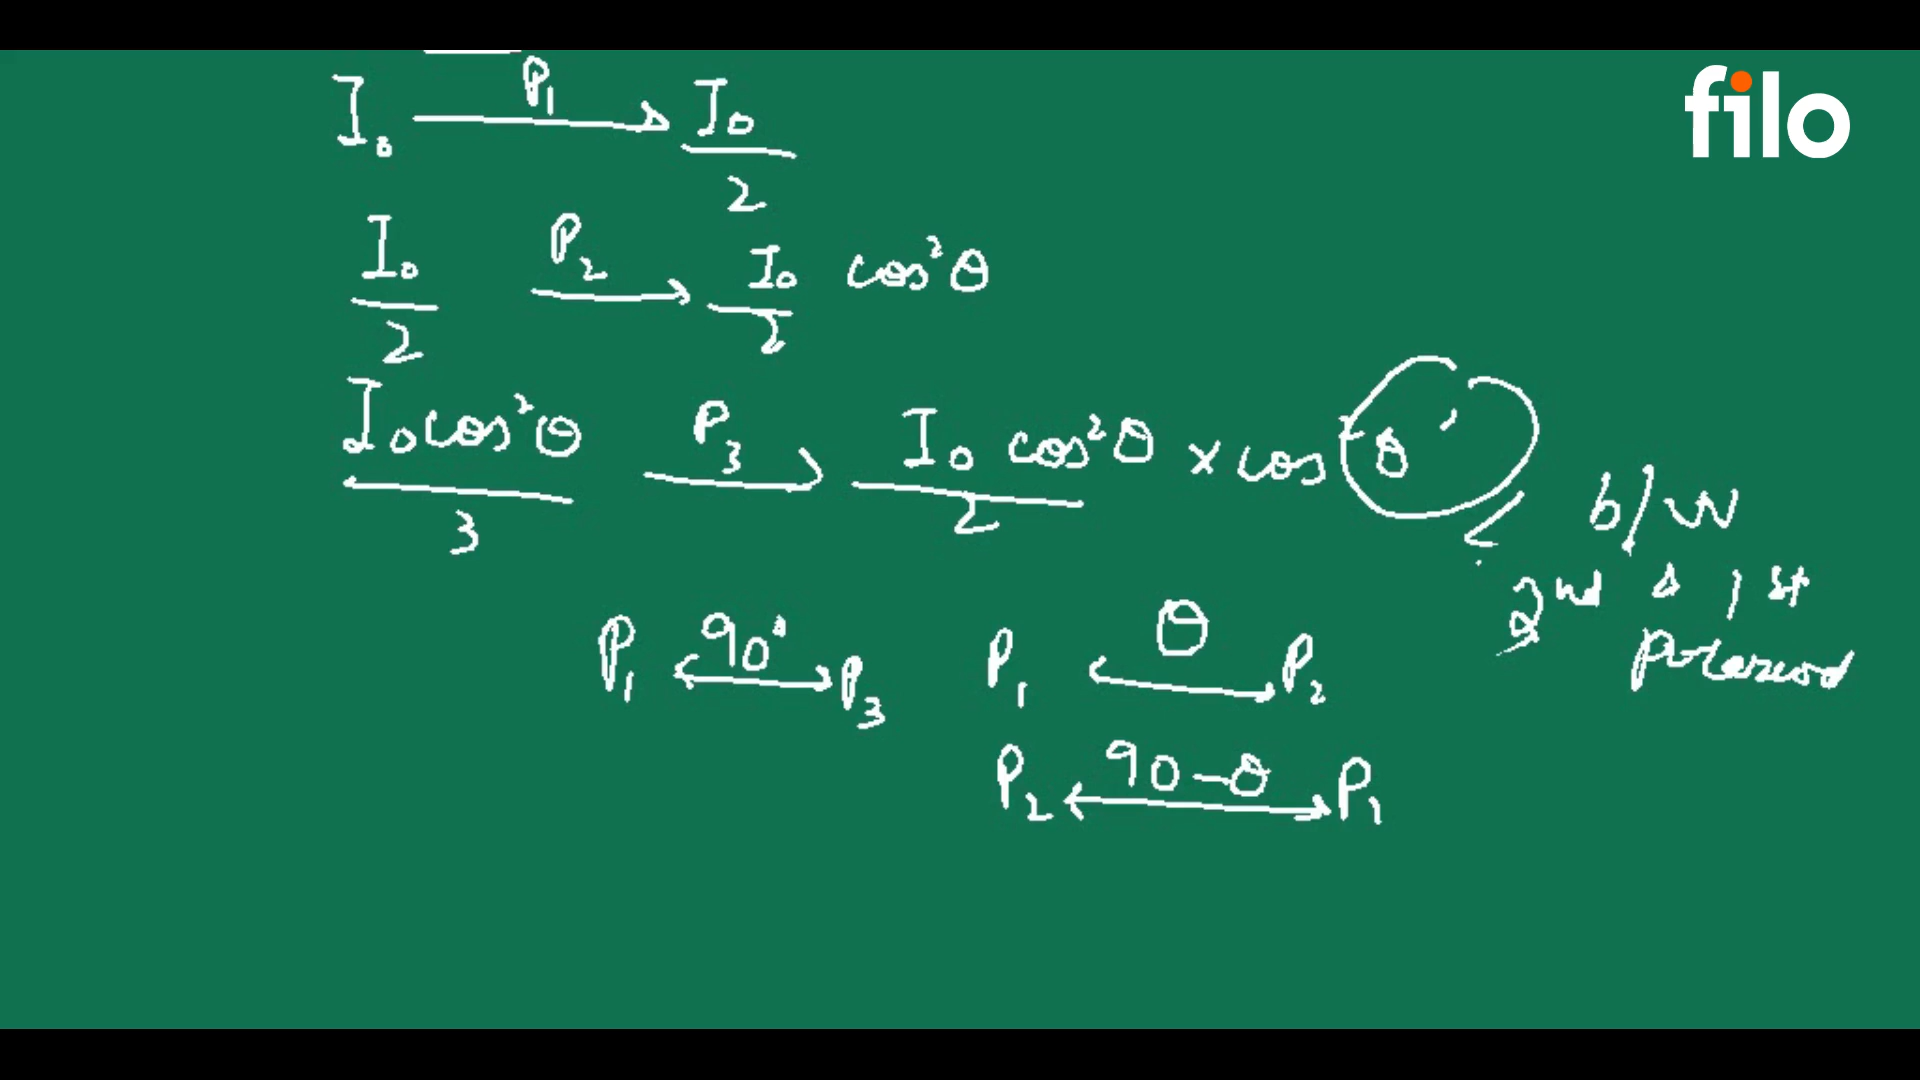 filo
I₀ —P₁→ I₀/2
I₀/2 —P₂→ I₀/2 cos²θ
I₀cos²θ/3 —P₃→ I₀ cos²θ/2 × cos²θ'
b/w
2nd & 1st
polaroid
P₁ ←90°→ P₃ P₁ ←θ→ P₂
P₂ ←90-θ→ P₁